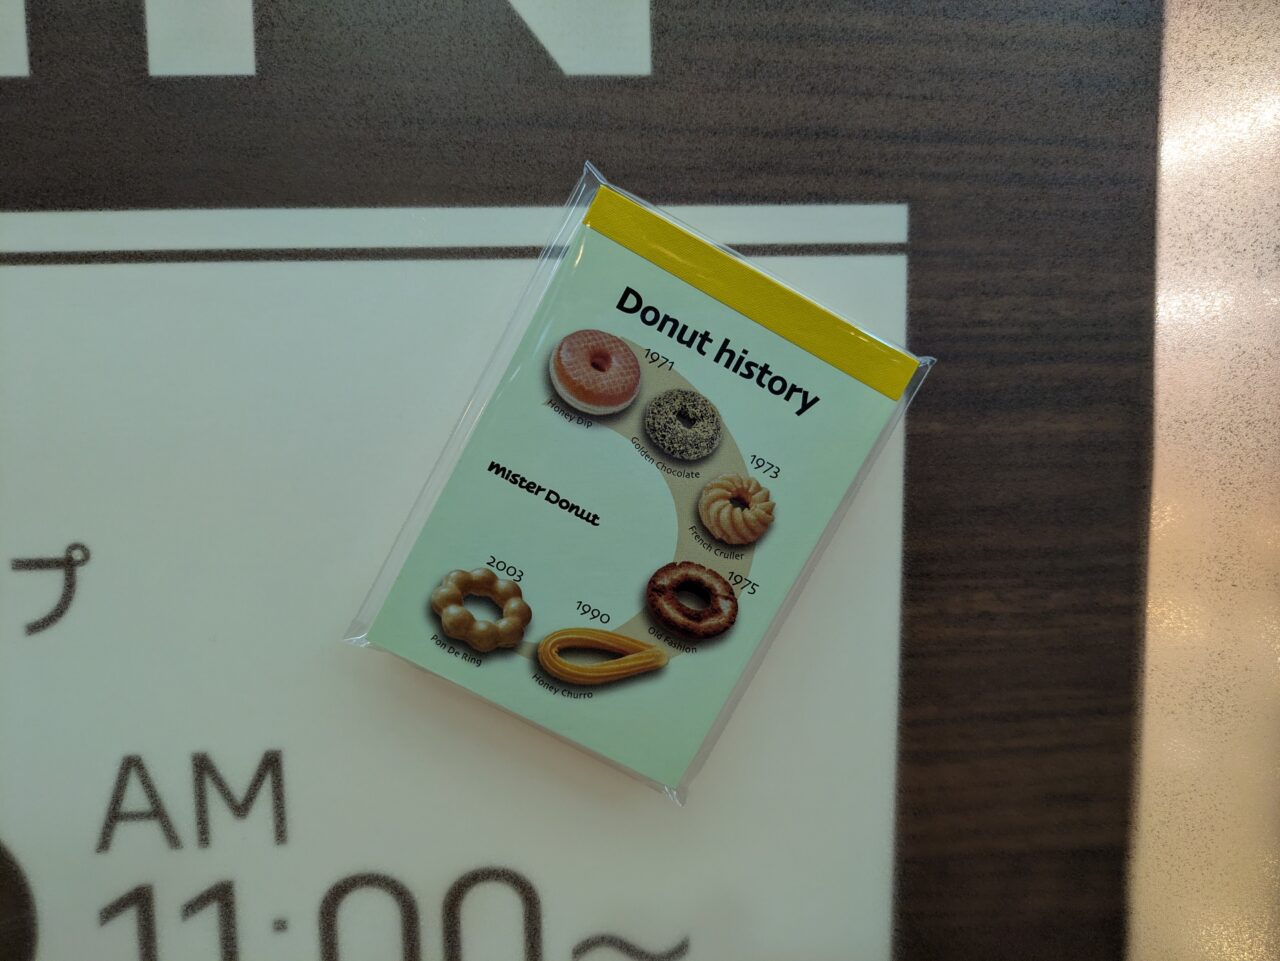 Donut history
1971
Honey DIP
Golden Chocolate
1973
French Cruller
mister Donut
1975
Old Fashion
2003
Pon De Ring
1990
Honey Churro
プ
AM
11:00~